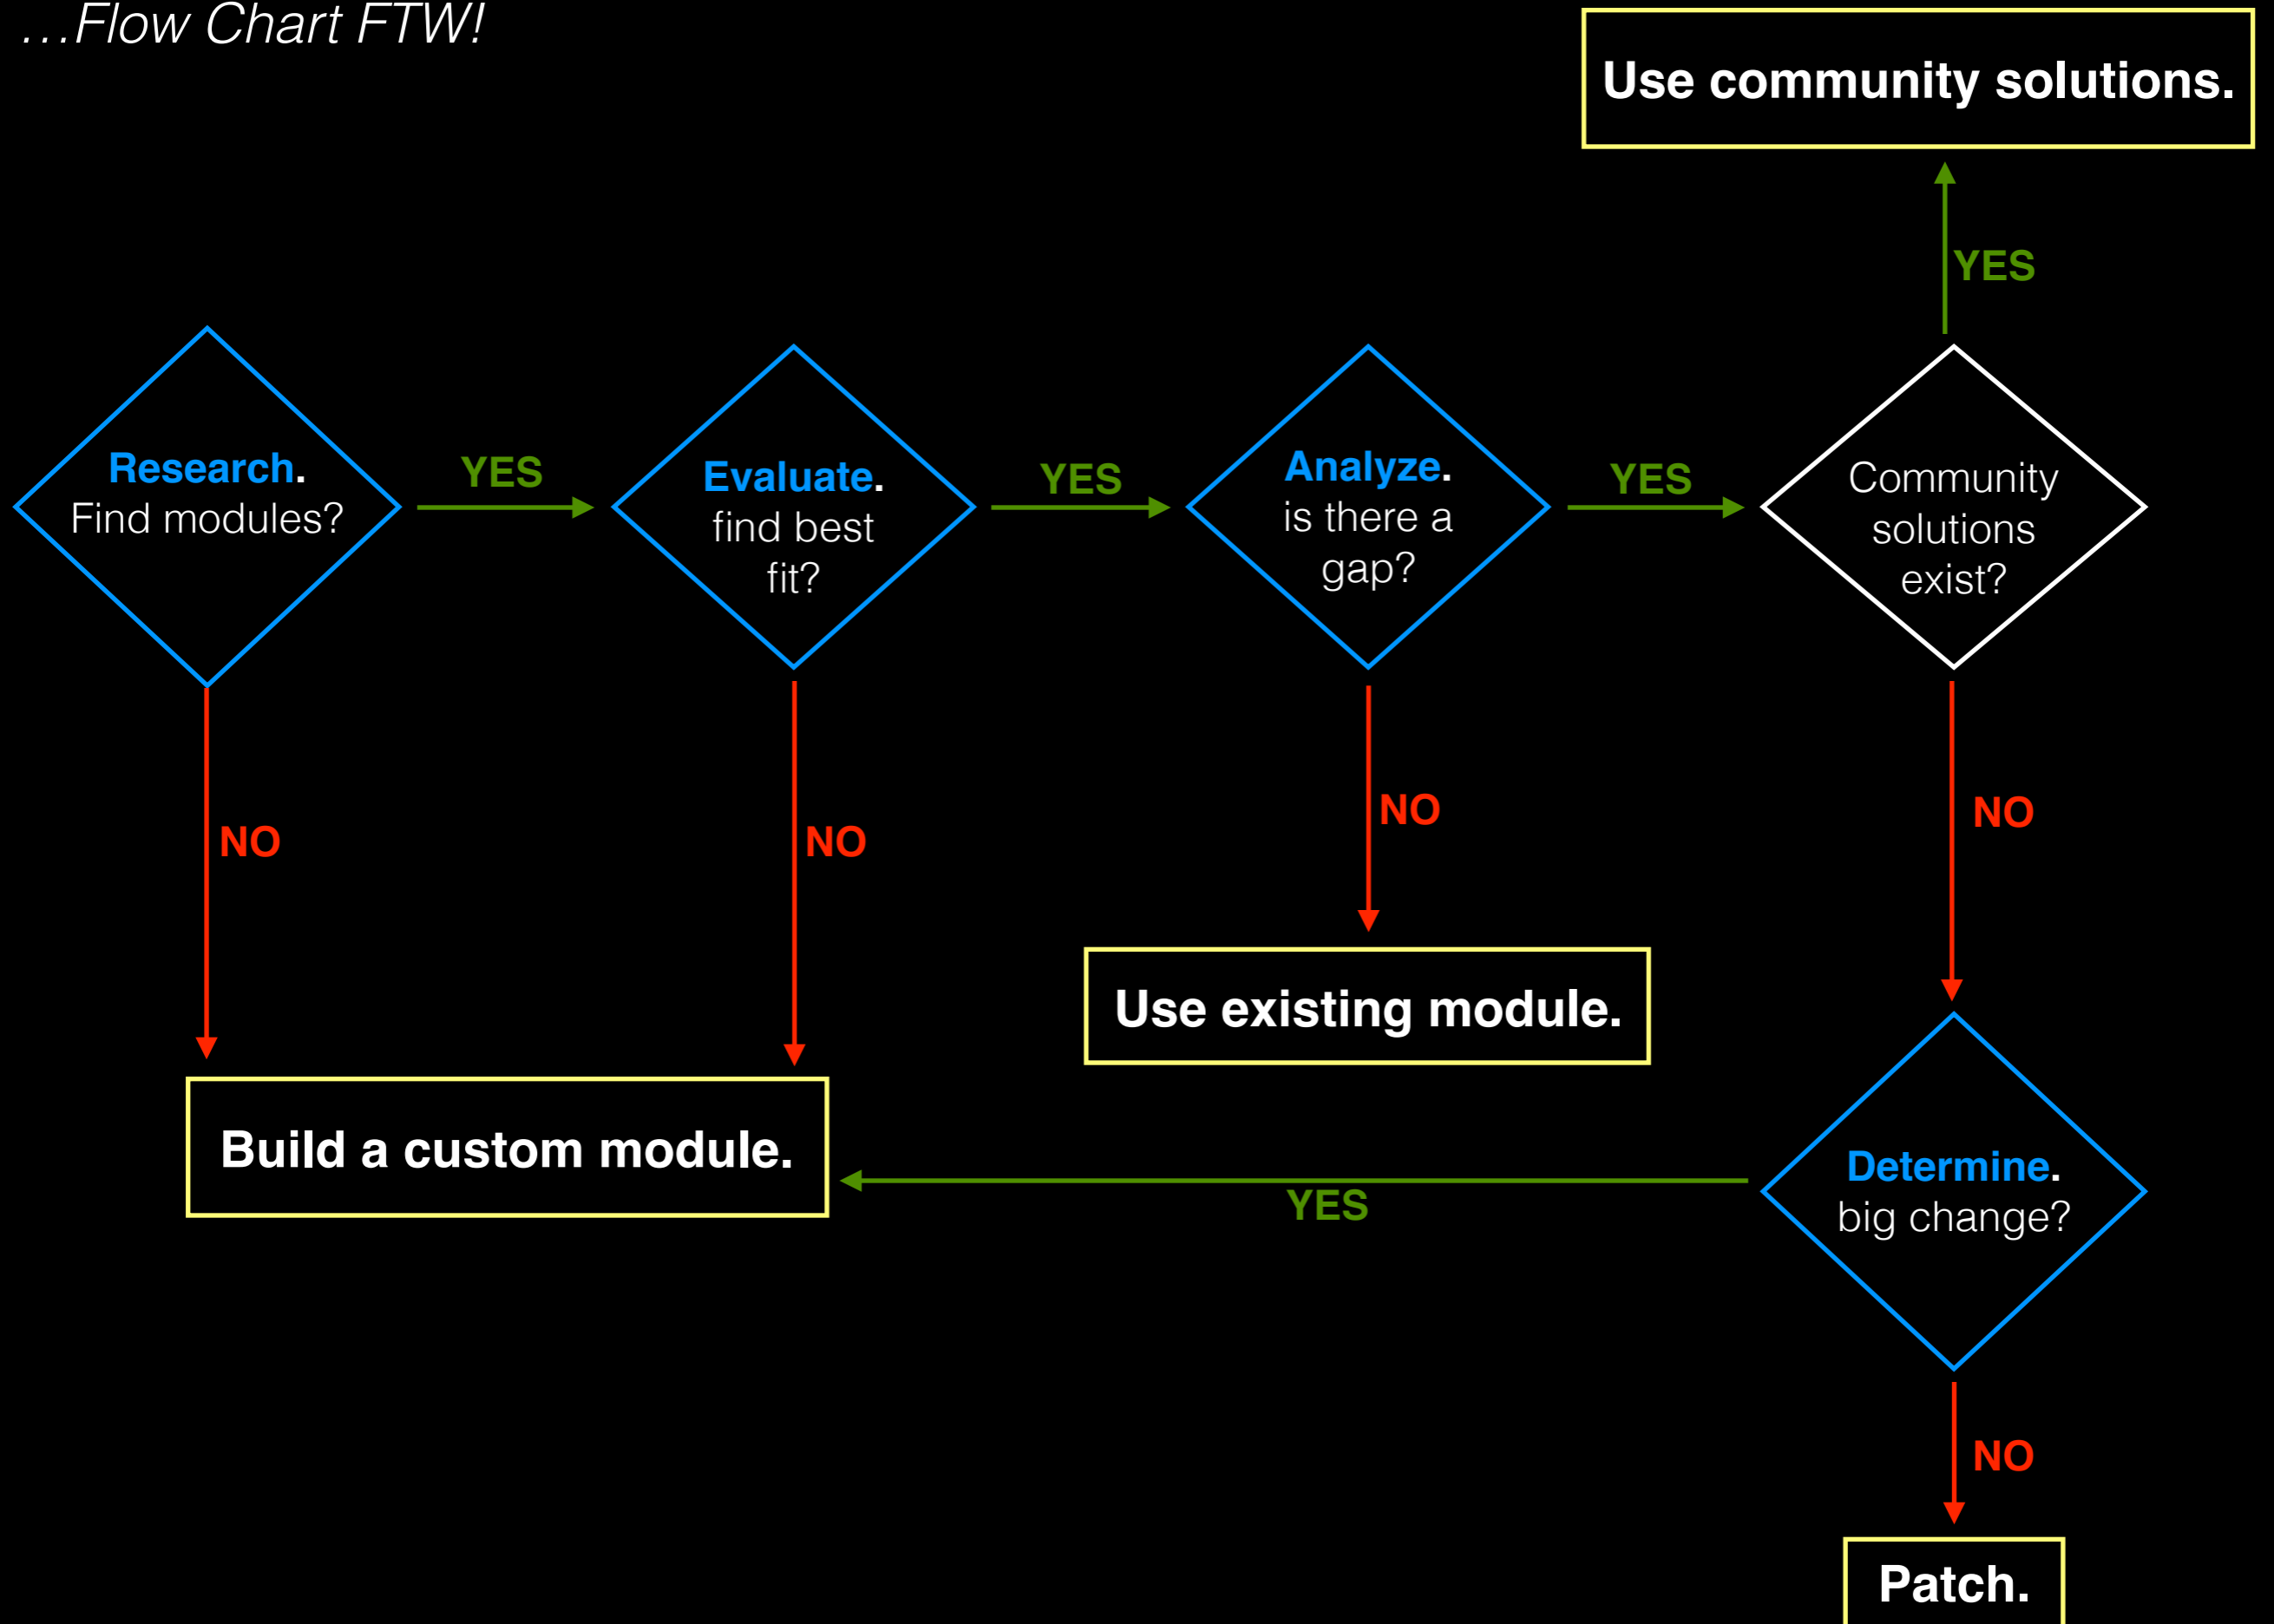 ...Flow Chart FTW!
Use community solutions.
YES
Research.
Find modules?
YES
Evaluate.
find best
fit?
YES
Analyze.
is there a
gap?
YES
Community
solutions
exist?
NO
NO
NO
NO
Use existing module.
Build a custom module.
YES
Determine.
big change?
NO
Patch.